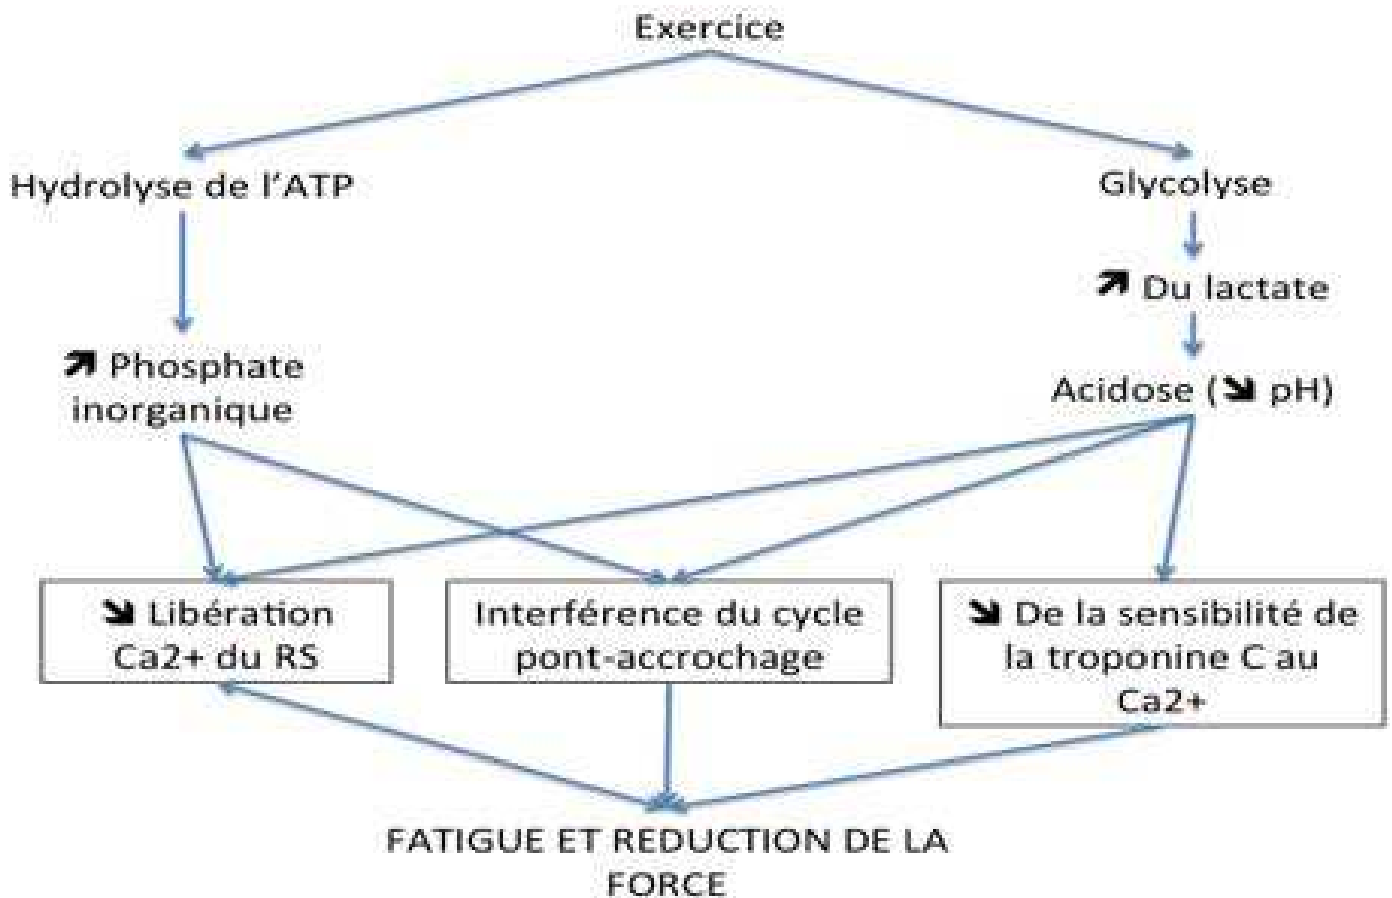 Exercice
Hydrolyse de l'ATP
Glycolyse
↗ Du lactate
↗ Phosphate
inorganique
Acidose (↘ pH)
↘ Libération
Ca2+ du RS
Interférence du cycle
pont-accrochage
↘ De la sensibilité de
la troponine C au
Ca2+
FATIGUE ET REDUCTION DE LA
FORCE